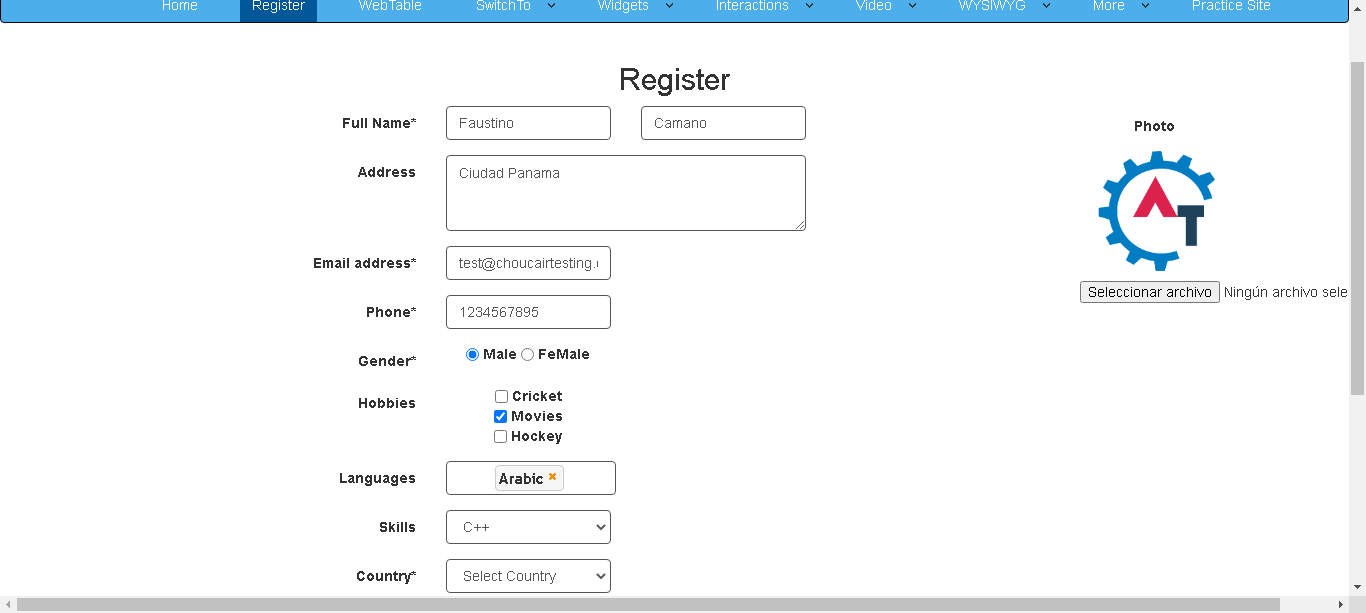 Home Register WebTable SwitchTo Widgets Interactions Video WYSIWYG More Practice Site
Register
Full Name* Faustino Camano
Photo
Address Ciudad Panama
AT
Email address* test@choucairtesting.
Seleccionar archivo Ningún archivo sele
Phone* 1234567895
Gender* Male FeMale
Hobbies Cricket
Movies
Hockey
Languages Arabic
Skills C++
Country* Select Country